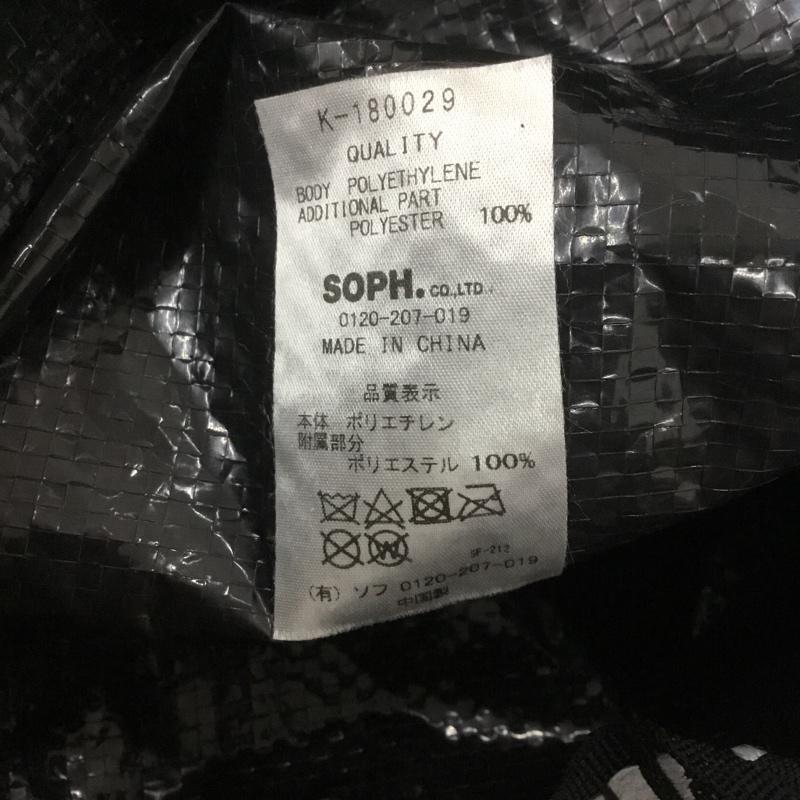 K-180029
QUALITY
BODY POLYETHYLENE
ADDITIONAL PART
POLYESTER 100%
SOPH. CO.,LTD.
0120-207-019
MADE IN CHINA
品質表示
本体 ポリエチレン
附属部分
ポリエステル 100%
W
SF-212
(有) ソフ 0120-207-019
中国製